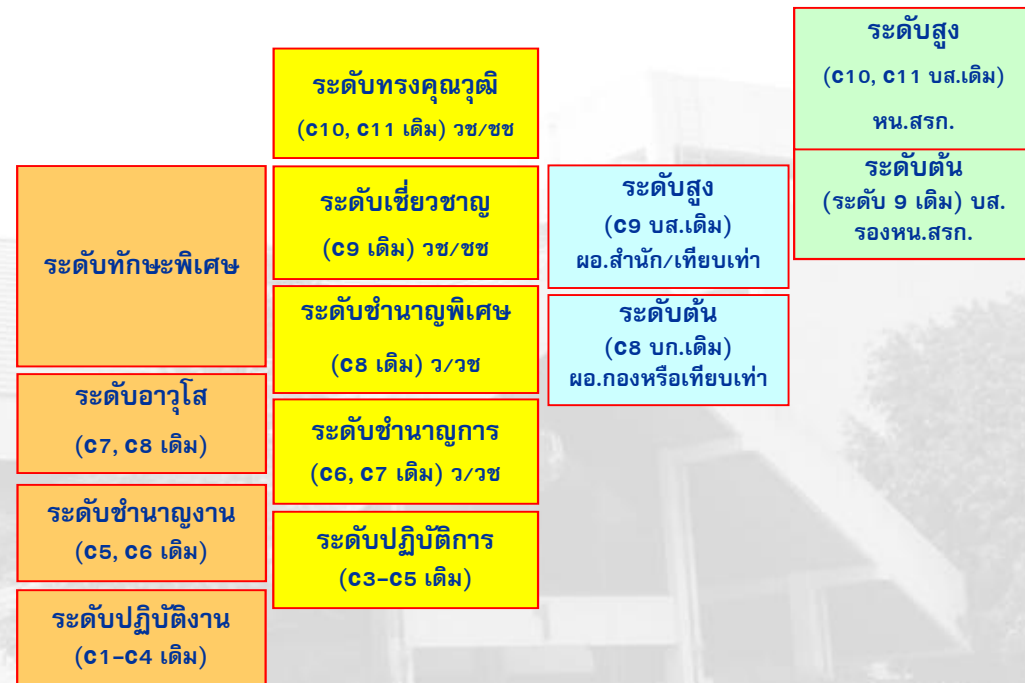 ระดับทักษะพิเศษ
ระดับอาวุโส
(C7, C8 เดิม)
ระดับชำนาญงาน
(C5, C6 เดิม)
ระดับปฏิบัติงาน
(C1-C4 เดิม)
ระดับทรงคุณวุฒิ
(C10, C11 เดิม) วช/ชช
ระดับเชี่ยวชาญ
(C9 เดิม) วช/ชช
ระดับชำนาญพิเศษ
(C8 เดิม) ว/วช
ระดับชำนาญการ
(C6, C7 เดิม) ว/วช
ระดับปฏิบัติการ
(C3-C5 เดิม)
ระดับสูง
(C9 บส.เดิม)
ผอ.สำนัก/เทียบเท่า
ระดับต้น
(C8 บก.เดิม)
ผอ.กองหรือเทียบเท่า
ระดับสูง
(C10, C11 บส.เดิม)
หน.สรก.
ระดับต้น
(ระดับ 9 เดิม) บส.
รองหน.สรก.